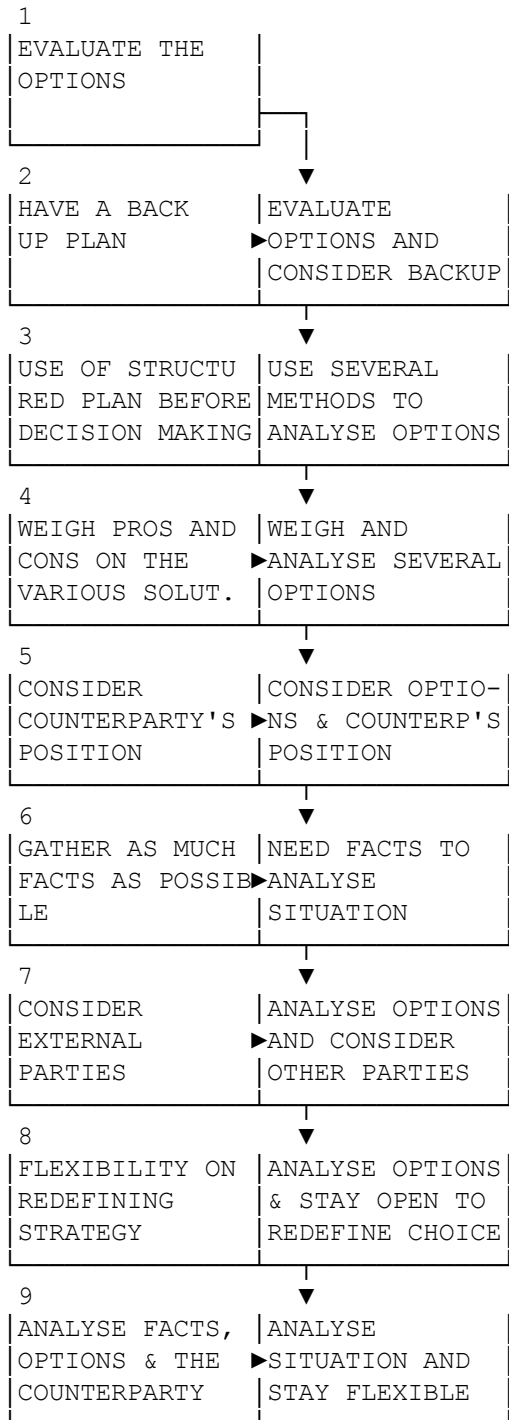 1
EVALUATE THE
OPTIONS
2
HAVE A BACK EVALUATE
UP PLAN ►OPTIONS AND
CONSIDER BACKUP
3
USE OF STRUCTU USE SEVERAL
RED PLAN BEFORE METHODS TO
DECISION MAKING ANALYSE OPTIONS
4
WEIGH PROS AND WEIGH AND
CONS ON THE ►ANALYSE SEVERAL
VARIOUS SOLUT. OPTIONS
5
CONSIDER CONSIDER OPTIO-
COUNTERPARTY'S ►NS & COUNTERP'S
POSITION POSITION
6
GATHER AS MUCH NEED FACTS TO
FACTS AS POSSIB►ANALYSE
LE SITUATION
7
CONSIDER ANALYSE OPTIONS
EXTERNAL ►AND CONSIDER
PARTIES OTHER PARTIES
8
FLEXIBILITY ON ANALYSE OPTIONS
REDEFINING & STAY OPEN TO
STRATEGY REDEFINE CHOICE
9
ANALYSE FACTS, ANALYSE
OPTIONS & THE ►SITUATION AND
COUNTERPARTY STAY FLEXIBLE